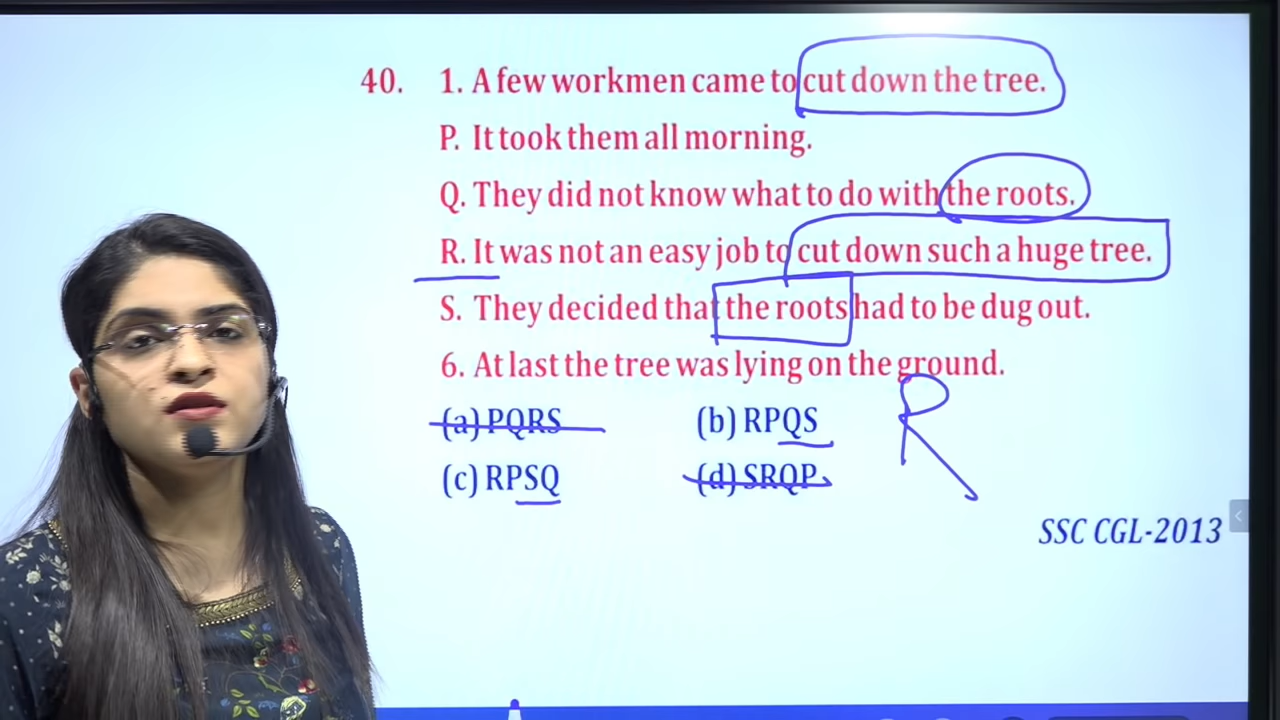 40. 1. A few workmen came to cut down the tree.
P. It took them all morning.
Q. They did not know what to do with the roots.
R. It was not an easy job to cut down such a huge tree.
S. They decided that the roots had to be dug out.
6. At last the tree was lying on the ground.
(a) PQRS (b) RPQS
(c) RPSQ (d) SRQP
R
SSC CGL-2013